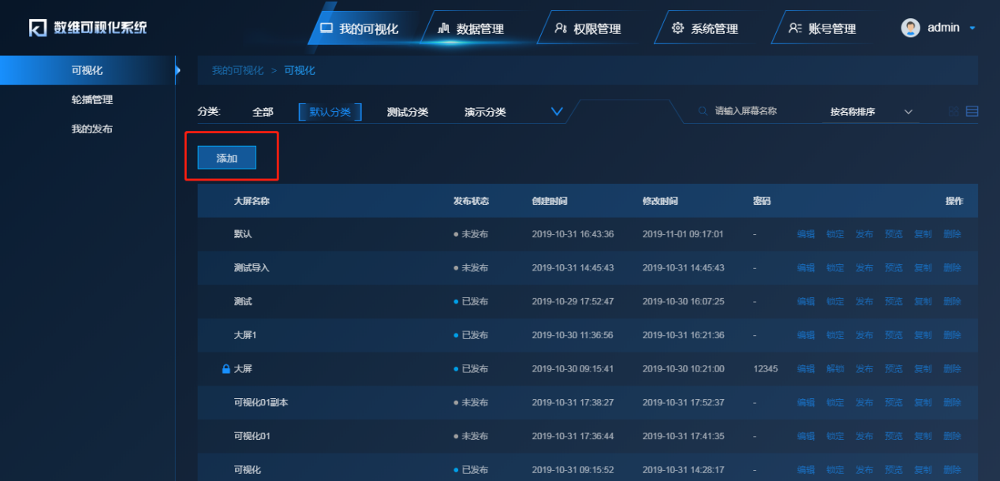 数维可视化系统 我的可视化 数据管理 权限管理 系统管理 账号管理 admin
可视化
轮播管理
我的发布
我的可视化 > 可视化
分类: 全部 默认分类 测试分类 演示分类 请输入屏幕名称 按名称排序
添加
大屏名称 发布状态 创建时间 修改时间 密码 操作
默认 未发布 2019-10-31 16:43:36 2019-11-01 09:17:01 - 编辑 锁定 发布 预览 复制 删除
测试导入 未发布 2019-10-31 14:45:43 2019-10-31 14:45:43 - 编辑 锁定 发布 预览 复制 删除
测试 已发布 2019-10-29 17:52:47 2019-10-30 16:07:25 - 编辑 锁定 发布 预览 复制 删除
大屏1 已发布 2019-10-30 11:36:56 2019-10-31 16:21:36 - 编辑 锁定 发布 预览 复制 删除
大屏 已发布 2019-10-30 09:15:41 2019-10-30 10:21:00 12345 编辑 解锁 发布 预览 复制 删除
可视化01副本 未发布 2019-10-31 17:38:27 2019-10-31 17:52:37 - 编辑 锁定 发布 预览 复制 删除
可视化01 未发布 2019-10-31 17:36:44 2019-10-31 17:41:35 - 编辑 锁定 发布 预览 复制 删除
可视化 已发布 2019-10-31 09:15:52 2019-10-31 14:28:17 - 编辑 锁定 发布 预览 复制 删除